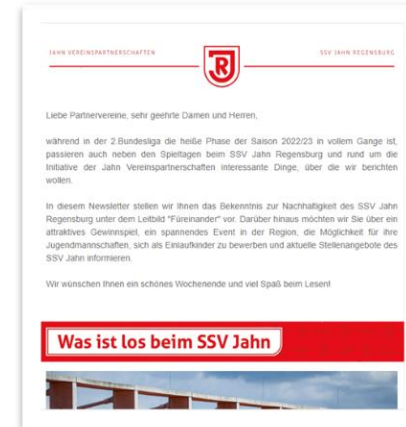 JAHN VEREINSPARTNERSCHAFTEN
SSV JAHN REGENSBURG
Liebe Partnervereine, sehr geehrte Damen und Herren,
während in der 2.Bundesliga die heiße Phase der Saison 2022/23 in vollem Gange ist,
passieren auch neben den Spieltagen beim SSV Jahn Regensburg und rund um die
Initiative der Jahn Vereinspartnerschaften interessante Dinge, über die wir berichten
wollen.
In diesem Newsletter stellen wir Ihnen das Bekenntnis zur Nachhaltigkeit des SSV Jahn
Regensburg unter dem Leitbild "Füreinander" vor. Darüber hinaus möchten wir Sie über ein
attraktives Gewinnspiel, ein spannendes Event in der Region, die Möglichkeit für ihre
Jugendmannschaften, sich als Einlaufkinder zu bewerben und aktuelle Stellenangebote des
SSV Jahn informieren.
Wir wünschen Ihnen ein schönes Wochenende und viel Spaß beim Lesen!
Was ist los beim SSV Jahn